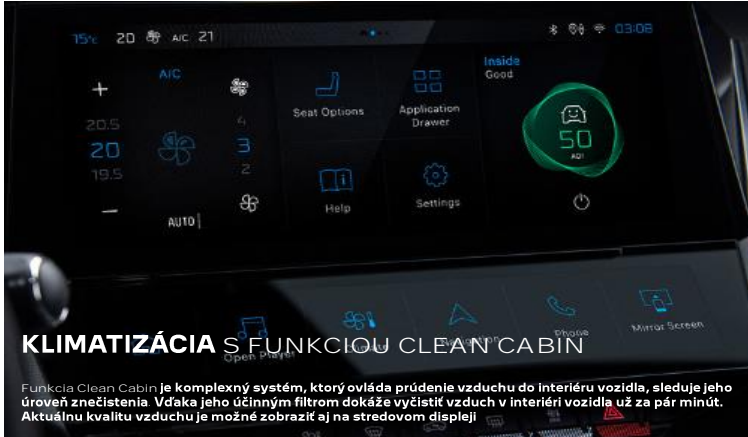 15°c 20 A/C 21 03:08
A/C
Inside
Good
20.5
20
19.5
4
3
2
Seat Options
Application
Drawer
50
AQI
AUTO
Help
Settings
Open Player
Navigation
Phone
Mirror Screen
KLIMATIZÁCIA S FUNKCIOU CLEAN CABIN
Funkcia Clean Cabin je komplexný systém, ktorý ovláda prúdenie vzduchu do interiéru vozidla, sleduje jeho
úroveň znečistenia. Vďaka jeho účinným filtrom dokáže vyčistiť vzduch v interiéri vozidla už za pár minút.
Aktuálnu kvalitu vzduchu je možné zobraziť aj na stredovom displeji